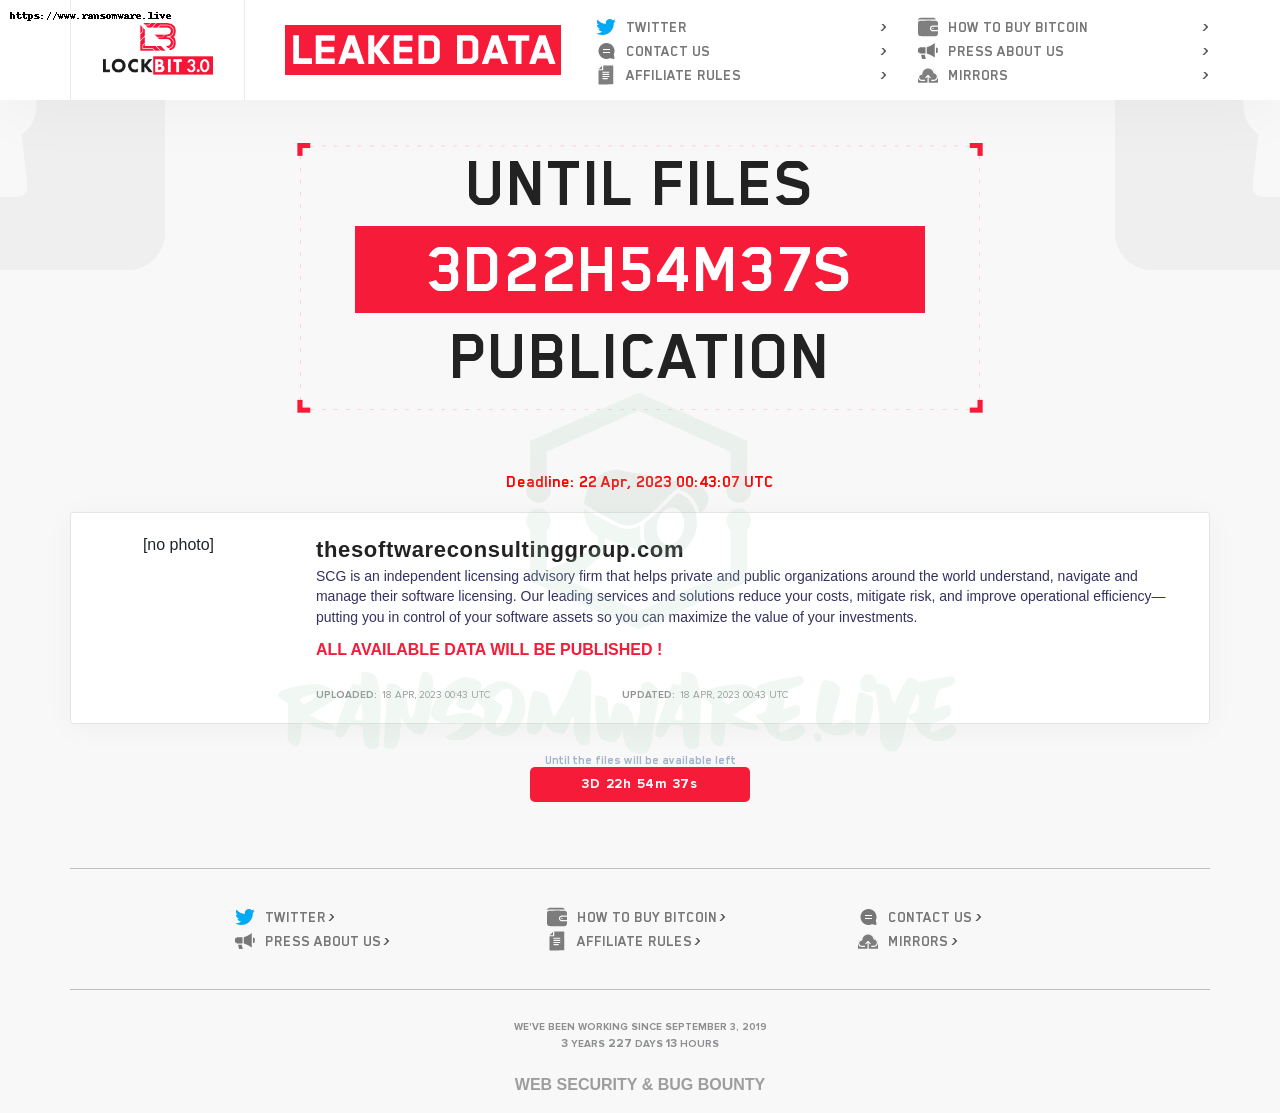 https://www.ransomware.live
LOCKBIT 3.0
LEAKED DATA
TWITTER
CONTACT US
AFFILIATE RULES
HOW TO BUY BITCOIN
PRESS ABOUT US
MIRRORS
UNTIL FILES
3D22H54M37S
PUBLICATION
Deadline: 22 Apr, 2023 00:43:07 UTC
[no photo]
thesoftwareconsultinggroup.com
SCG is an independent licensing advisory firm that helps private and public organizations around the world understand, navigate and
manage their software licensing. Our leading services and solutions reduce your costs, mitigate risk, and improve operational efficiency—
putting you in control of your software assets so you can maximize the value of your investments.
ALL AVAILABLE DATA WILL BE PUBLISHED !
UPLOADED: 18 APR, 2023 00:43 UTC
UPDATED: 18 APR, 2023 00:43 UTC
RANSOMWARE.LIVE
Until the files will be available left
3D 22h 54m 37s
TWITTER
HOW TO BUY BITCOIN
CONTACT US
PRESS ABOUT US
AFFILIATE RULES
MIRRORS
WE'VE BEEN WORKING SINCE SEPTEMBER 3, 2019
3 YEARS 227 DAYS 13 HOURS
WEB SECURITY & BUG BOUNTY